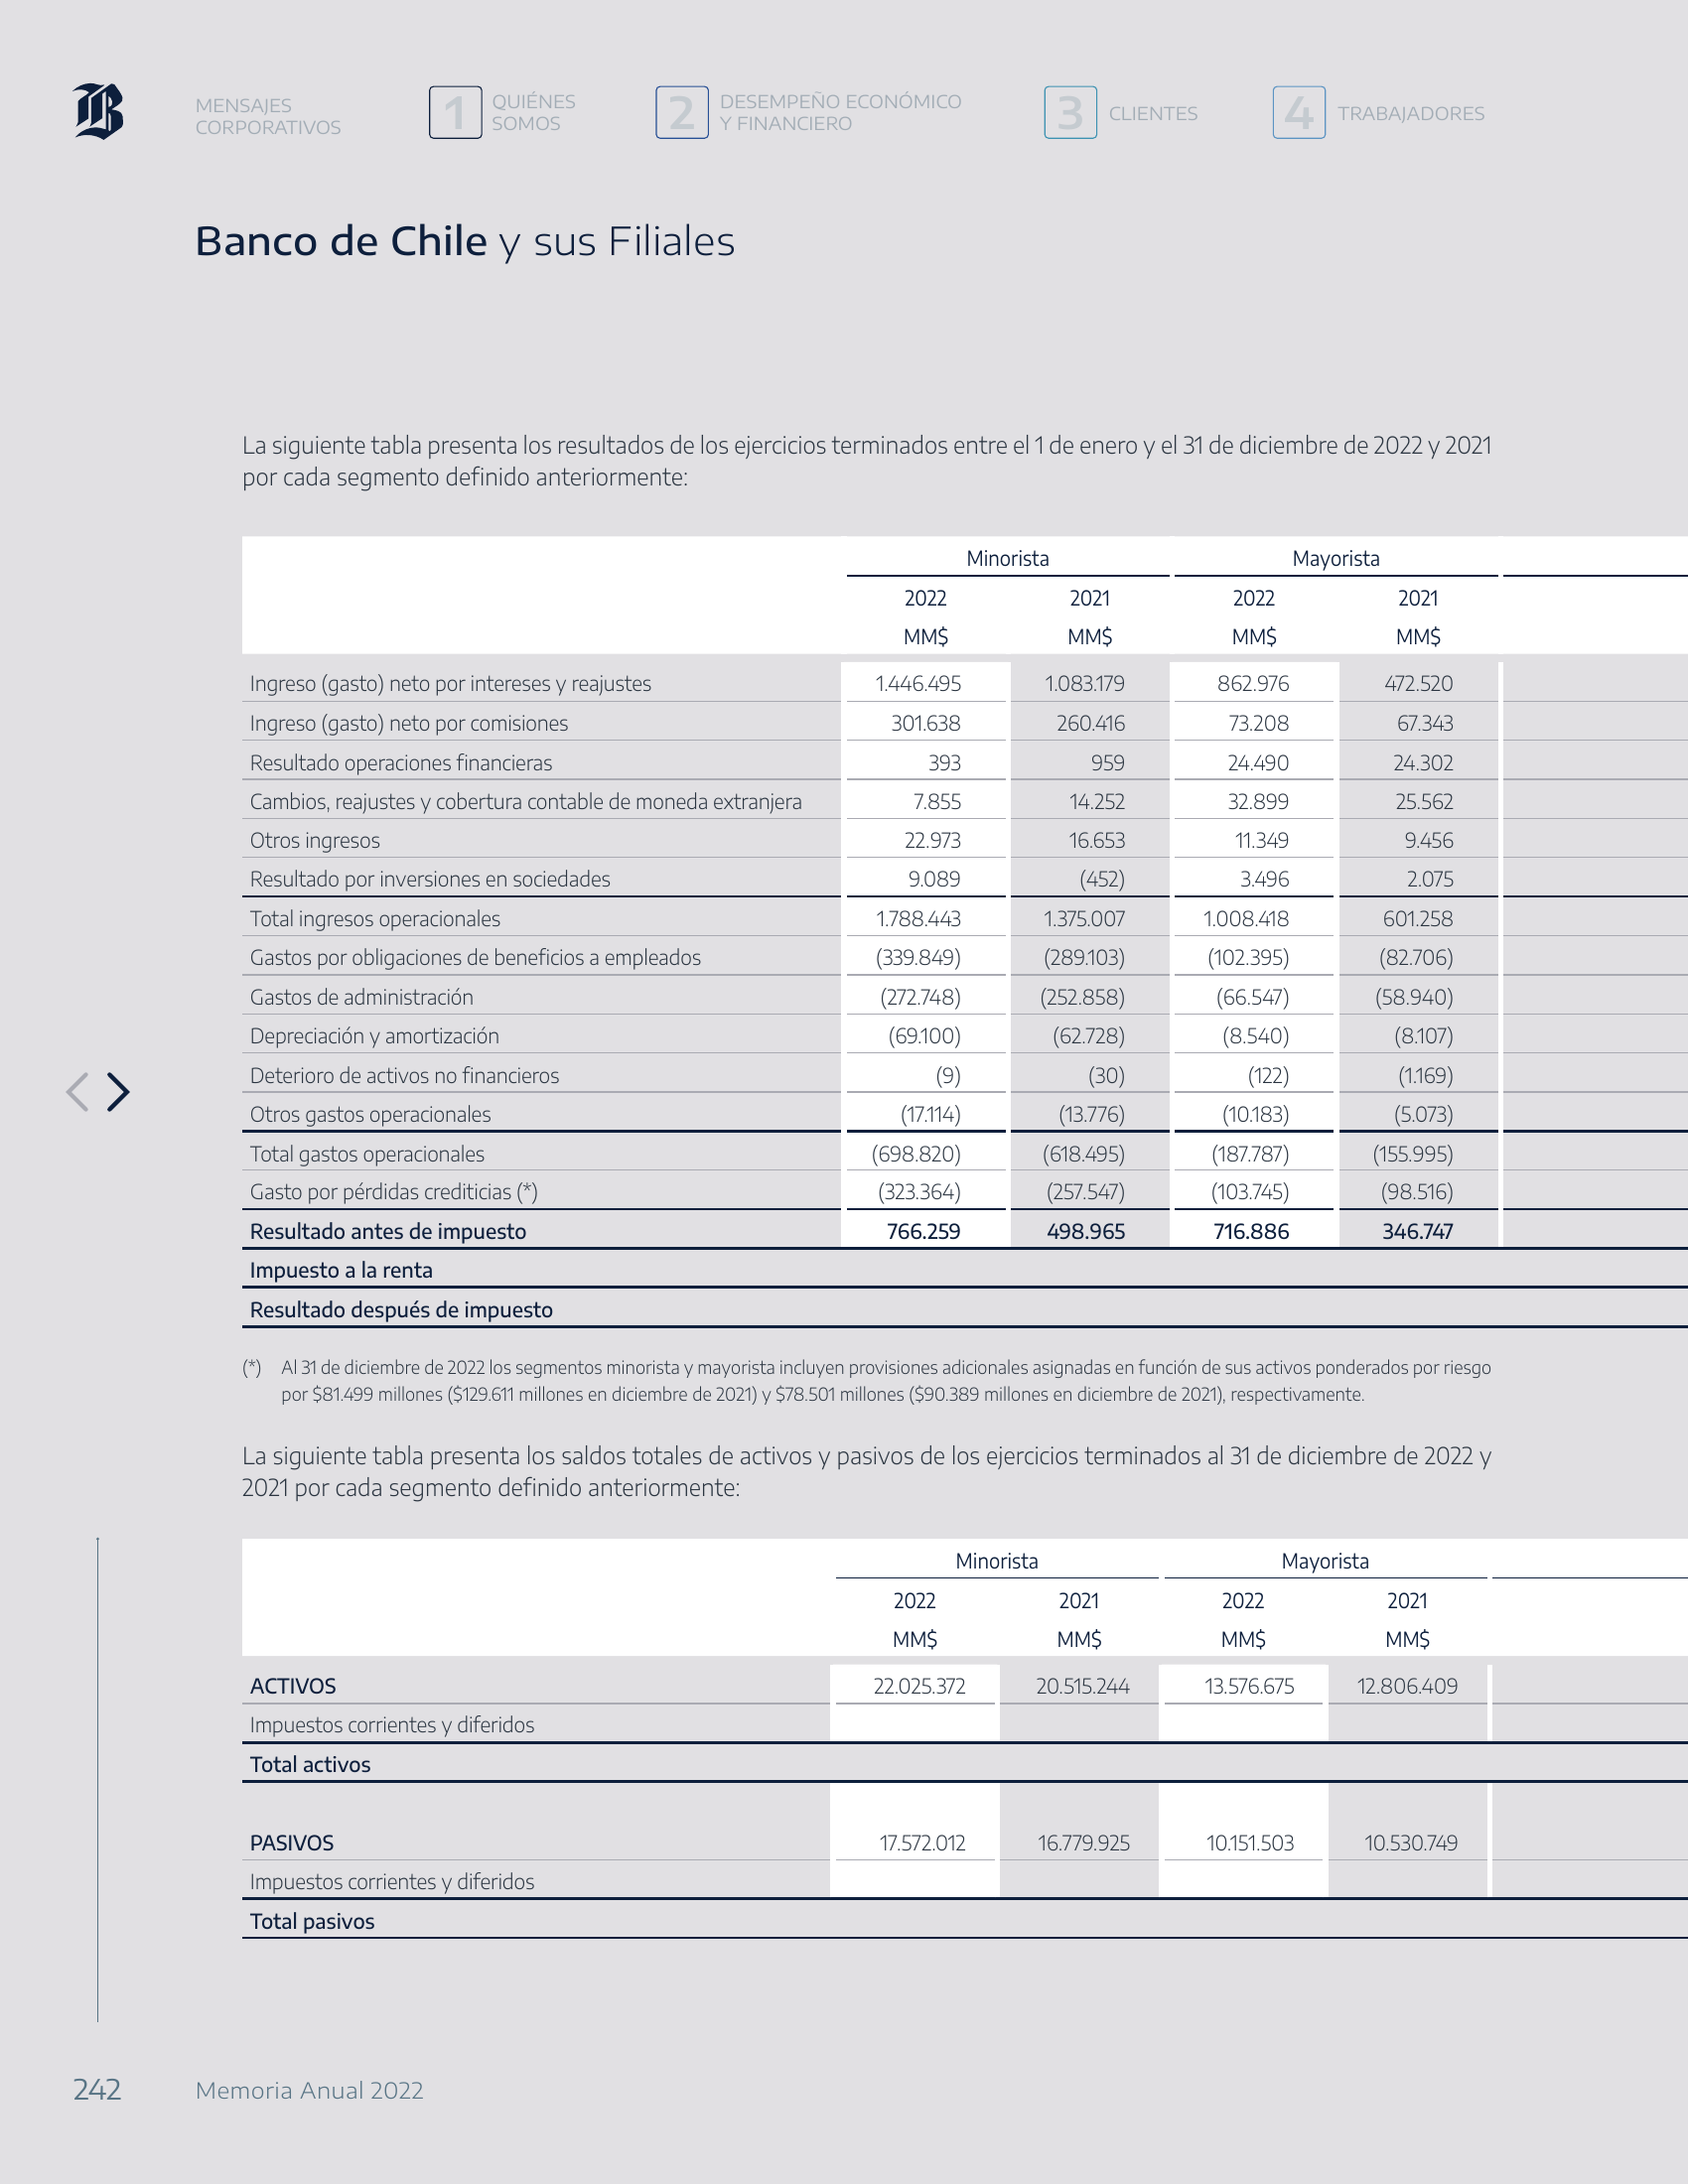 B
MENSAJES
CORPORATIVOS
1 QUIÉNES
SOMOS
2 DESEMPEÑO ECONÓMICO
Y FINANCIERO
3 CLIENTES
4 TRABAJADORES
Banco de Chile y sus Filiales
La siguiente tabla presenta los resultados de los ejercicios terminados entre el 1 de enero y el 31 de diciembre de 2022 y 2021
por cada segmento definido anteriormente:
Minorista Mayorista
2022 2021 2022 2021
MM$ MM$ MM$ MM$
Ingreso (gasto) neto por intereses y reajustes 1.446.495 1.083.179 862.976 472.520
Ingreso (gasto) neto por comisiones 301.638 260.416 73.208 67.343
Resultado operaciones financieras 393 959 24.490 24.302
Cambios, reajustes y cobertura contable de moneda extranjera 7.855 14.252 32.899 25.562
Otros ingresos 22.973 16.653 11.349 9.456
Resultado por inversiones en sociedades 9.089 (452) 3.496 2.075
Total ingresos operacionales 1.788.443 1.375.007 1.008.418 601.258
Gastos por obligaciones de beneficios a empleados (339.849) (289.103) (102.395) (82.706)
Gastos de administración (272.748) (252.858) (66.547) (58.940)
Depreciación y amortización (69.100) (62.728) (8.540) (8.107)
Deterioro de activos no financieros (9) (30) (122) (1.169)
Otros gastos operacionales (17.114) (13.776) (10.183) (5.073)
Total gastos operacionales (698.820) (618.495) (187.787) (155.995)
Gasto por pérdidas crediticias (*) (323.364) (257.547) (103.745) (98.516)
Resultado antes de impuesto 766.259 498.965 716.886 346.747
Impuesto a la renta
Resultado después de impuesto
(*) Al 31 de diciembre de 2022 los segmentos minorista y mayorista incluyen provisiones adicionales asignadas en función de sus activos ponderados por riesgo
por $81.499 millones ($129.611 millones en diciembre de 2021) y $78.501 millones ($90.389 millones en diciembre de 2021), respectivamente.
La siguiente tabla presenta los saldos totales de activos y pasivos de los ejercicios terminados al 31 de diciembre de 2022 y
2021 por cada segmento definido anteriormente:
Minorista Mayorista
2022 2021 2022 2021
MM$ MM$ MM$ MM$
ACTIVOS 22.025.372 20.515.244 13.576.675 12.806.409
Impuestos corrientes y diferidos
Total activos
PASIVOS 17.572.012 16.779.925 10.151.503 10.530.749
Impuestos corrientes y diferidos
Total pasivos
242 Memoria Anual 2022